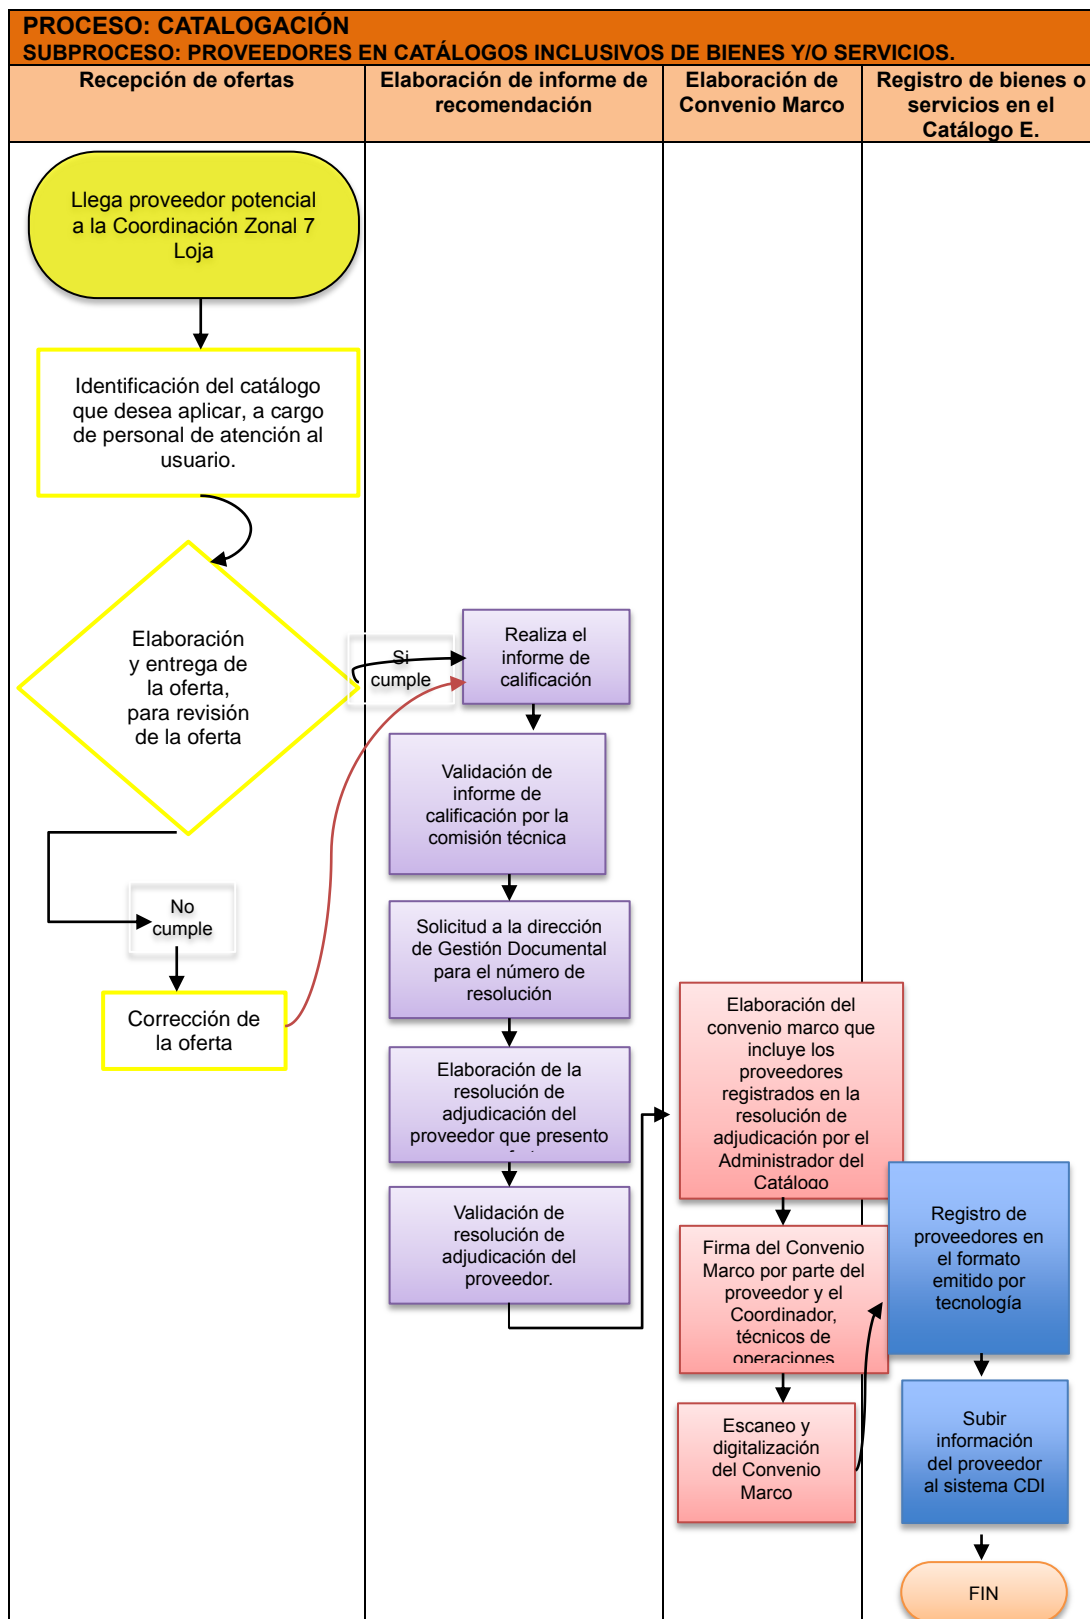 PROCESO: CATALOGACIÓN
SUBPROCESO: PROVEEDORES EN CATÁLOGOS INCLUSIVOS DE BIENES Y/O SERVICIOS.
Recepción de ofertas
Elaboración de informe de
recomendación
Elaboración de
Convenio Marco
Registro de bienes o
servicios en el
Catálogo E.
Llega proveedor potencial
a la Coordinación Zonal 7
Loja
Identificación del catálogo
que desea aplicar, a cargo
de personal de atención al
usuario.
Elaboración
y entrega de
la oferta,
para revisión
de la oferta
Si
cumple
No
cumple
Corrección de
la oferta
Realiza el
informe de
calificación
Validación de
informe de
calificación por la
comisión técnica
Solicitud a la dirección
de Gestión Documental
para el número de
resolución
Elaboración de la
resolución de
adjudicación del
proveedor que presento
Validación de
resolución de
adjudicación del
proveedor.
Elaboración del
convenio marco que
incluye los
proveedores
registrados en la
resolución de
adjudicación por el
Administrador del
Catálogo
Firma del Convenio
Marco por parte del
proveedor y el
Coordinador,
técnicos de
operaciones
Escaneo y
digitalización
del Convenio
Marco
Registro de
proveedores en
el formato
emitido por
tecnología
Subir
información
del proveedor
al sistema CDI
FIN